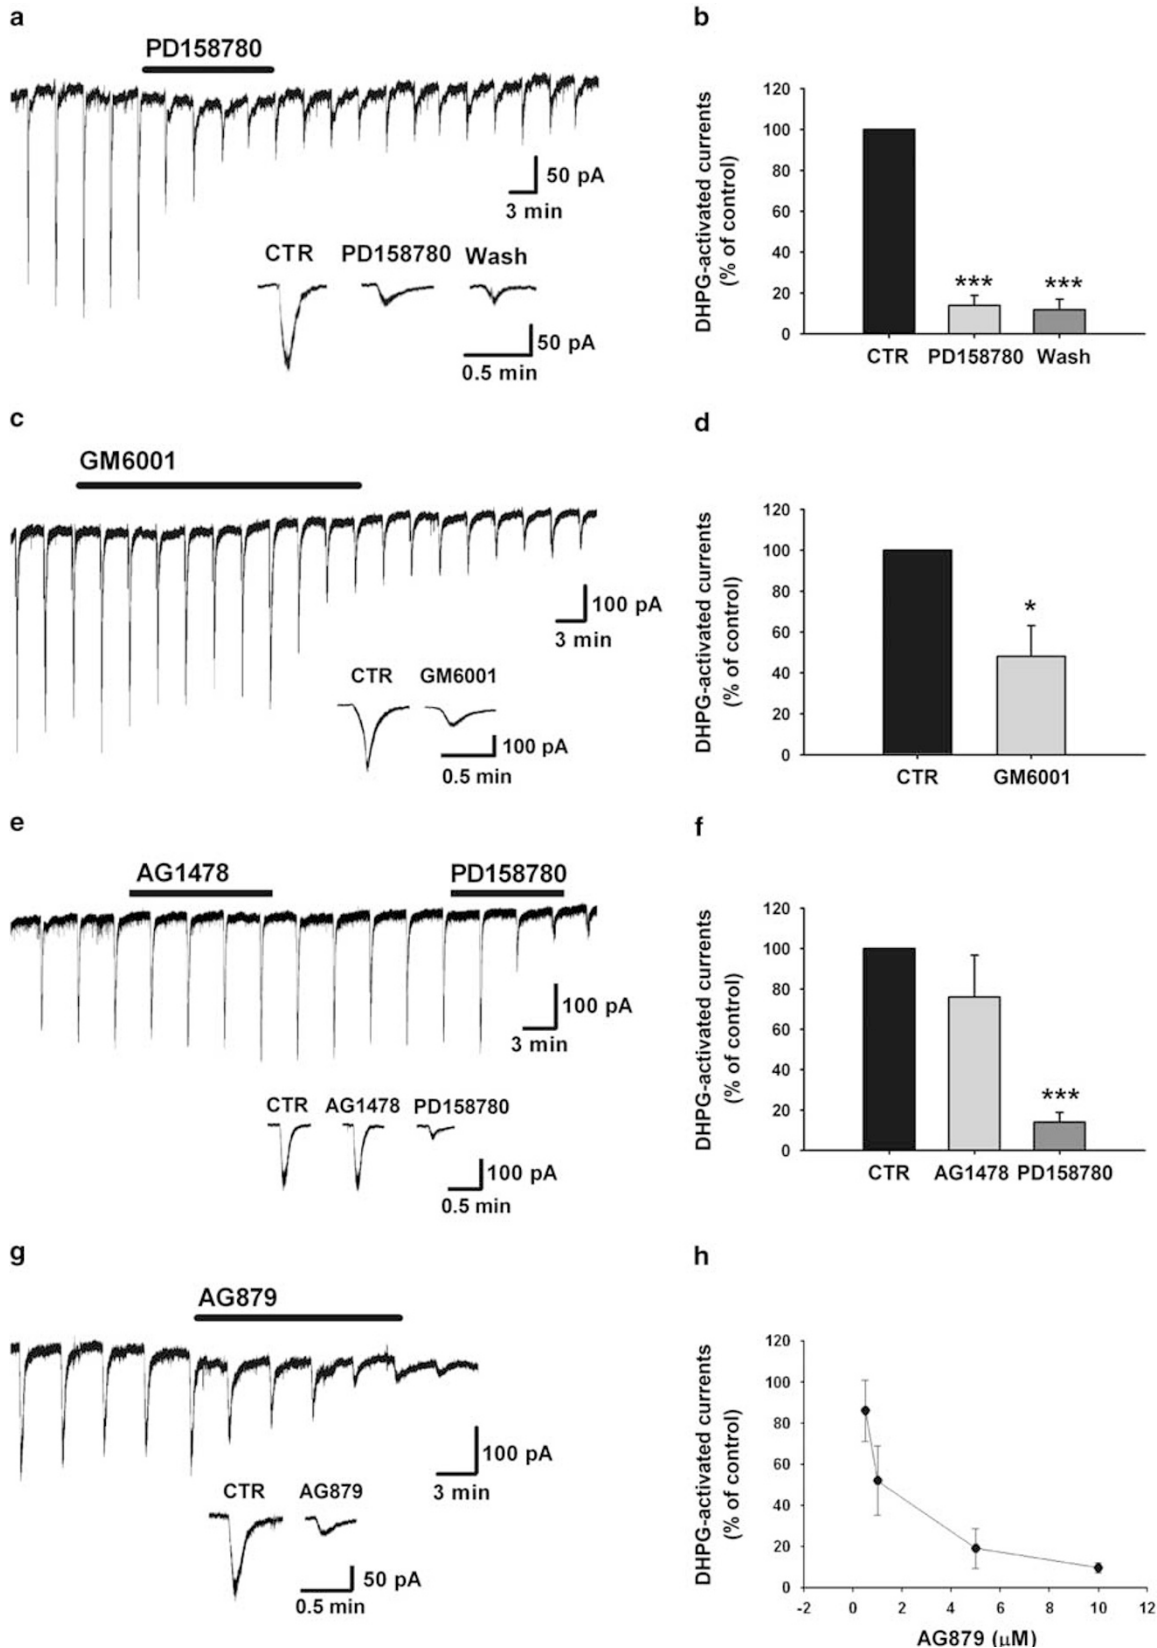 a
PD158780
50 pA
3 min
CTR PD158780 Wash
50 pA
0.5 min
b
DHPG-activated currents
(% of control)
120
100
80
60
40
20
0
*** ***
CTR PD158780 Wash
c
GM6001
100 pA
3 min
CTR GM6001
100 pA
0.5 min
d
DHPG-activated currents
(% of control)
120
100
80
60
40
20
0
*
CTR GM6001
e
AG1478 PD158780
100 pA
3 min
CTR AG1478 PD158780
100 pA
0.5 min
f
DHPG-activated currents
(% of control)
120
100
80
60
40
20
0
***
CTR AG1478 PD158780
g
AG879
100 pA
3 min
CTR AG879
50 pA
0.5 min
h
DHPG-activated currents
(% of control)
120
100
80
60
40
20
0
-2 0 2 4 6 8 10 12
AG879 (μM)